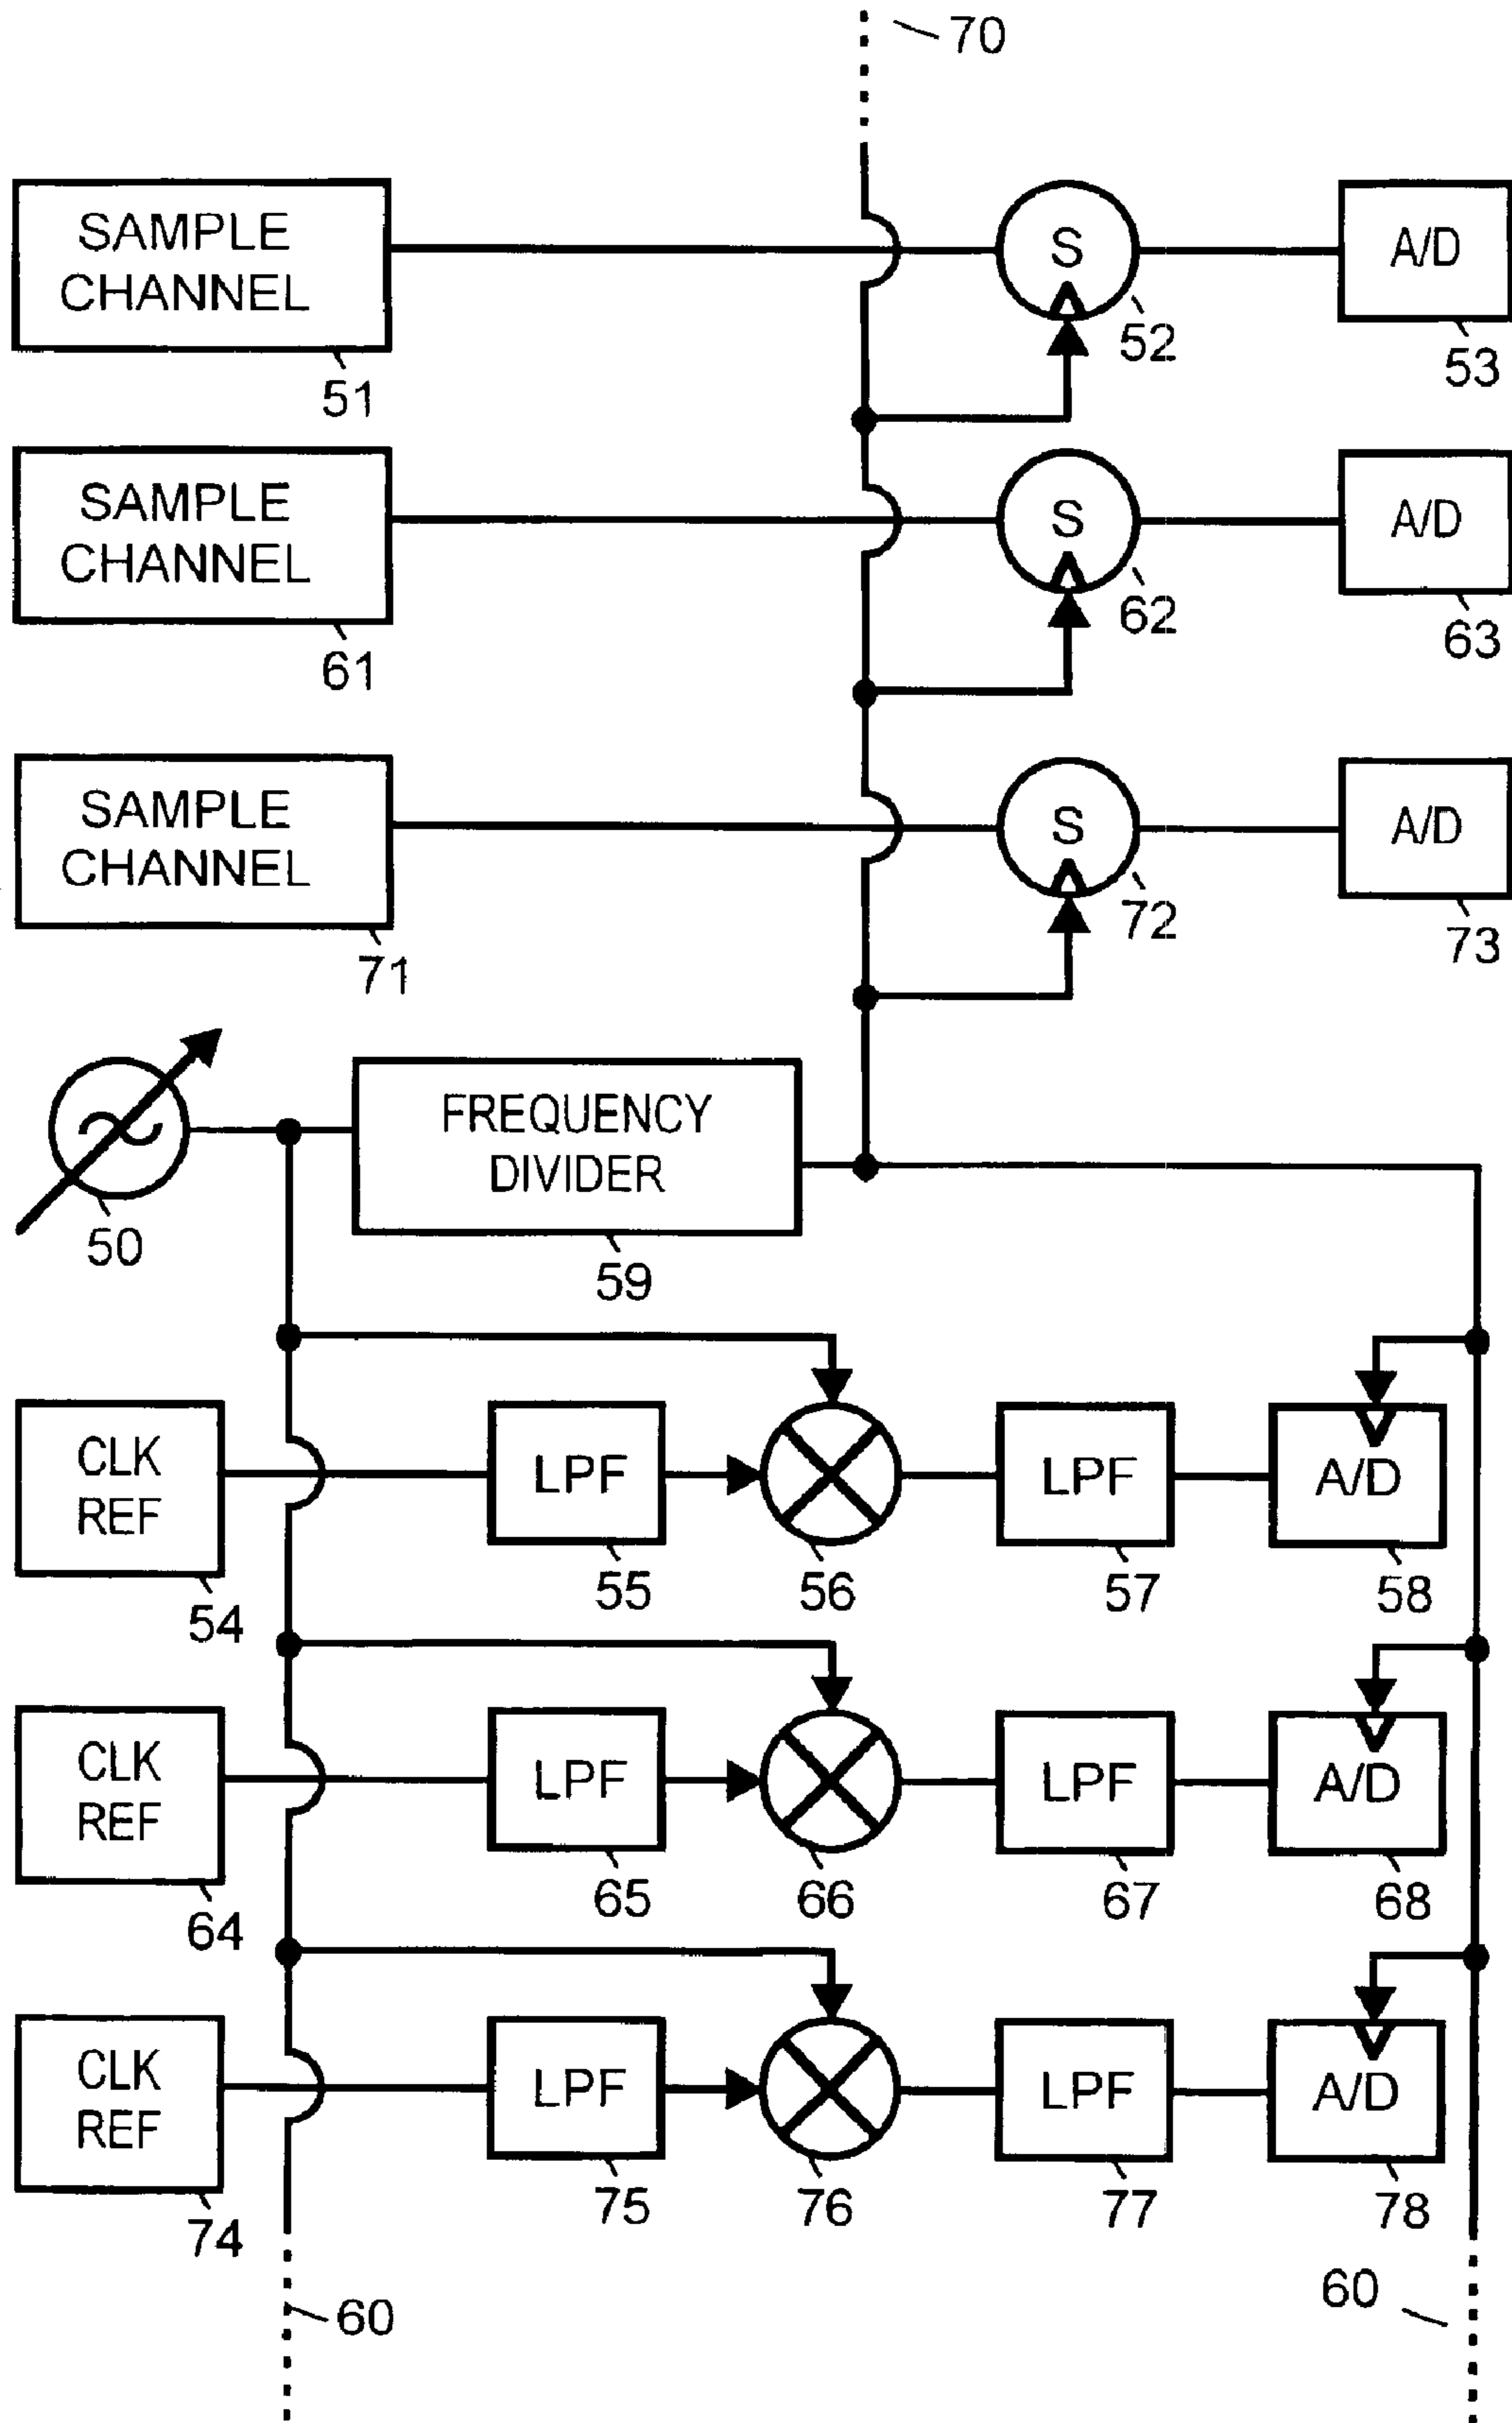 70
SAMPLE
CHANNEL
S
A/D
51
52
53
SAMPLE
CHANNEL
S
A/D
61
62
63
SAMPLE
CHANNEL
S
A/D
71
72
73
50
FREQUENCY
DIVIDER
59
CLK
REF
LPF
LPF
A/D
54
55
56
57
58
CLK
REF
LPF
LPF
A/D
64
65
66
67
68
CLK
REF
LPF
LPF
A/D
74
75
76
77
78
60
60